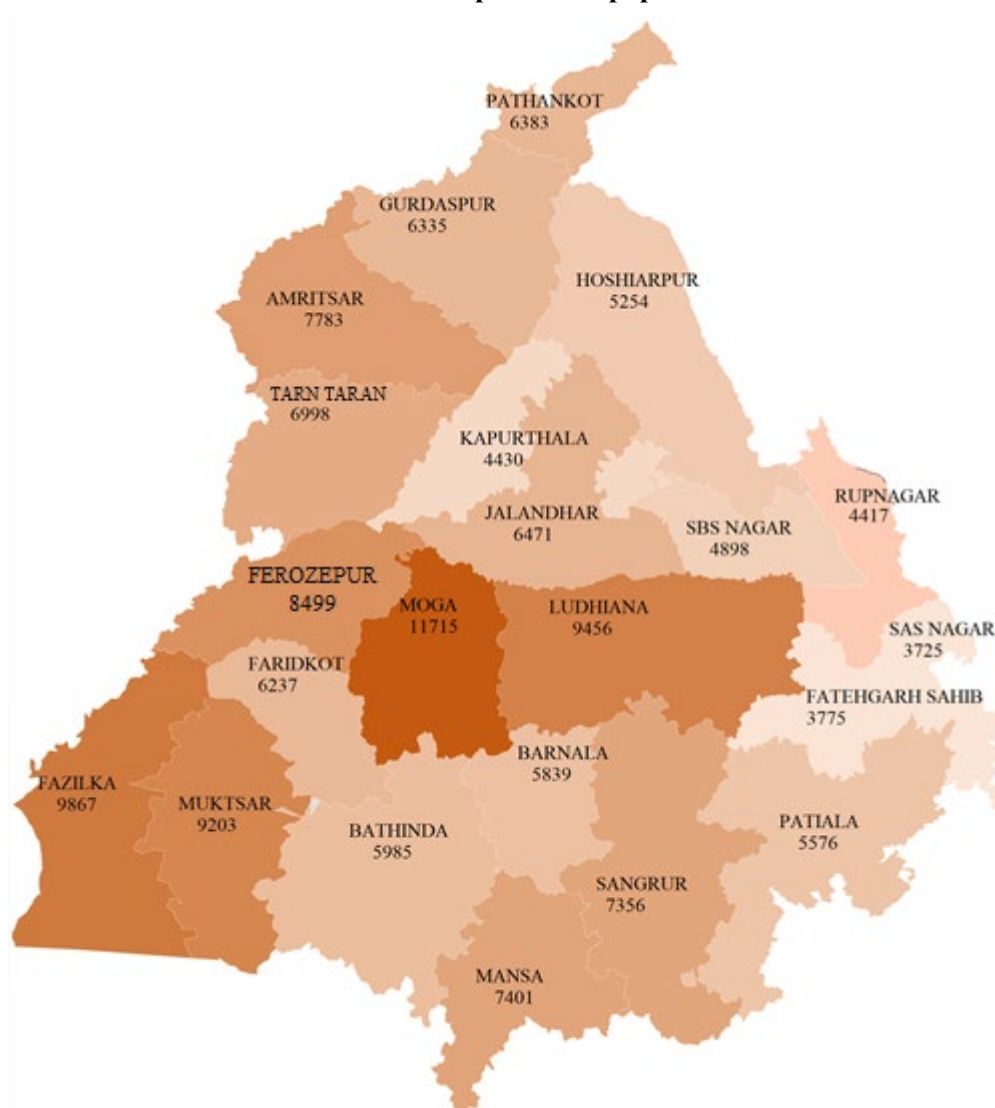 PATHANKOT
6383
GURDASPUR
6335
HOSHIARPUR
5254
AMRITSAR
7783
TARN TARAN
6998
KAPURTHALA
4430
RUPNAGAR
4417
JALANDHAR
6471
SBS NAGAR
4898
FEROZEPUR
8499
MOGA
11715
LUDHIANA
9456
SAS NAGAR
3725
FARIDKOT
6237
FATEHGARH SAHIB
3775
BARNALA
5839
FAZILKA
9867
MUKTSAR
9203
BATHINDA
5985
PATIALA
5576
SANGRUR
7356
MANSA
7401